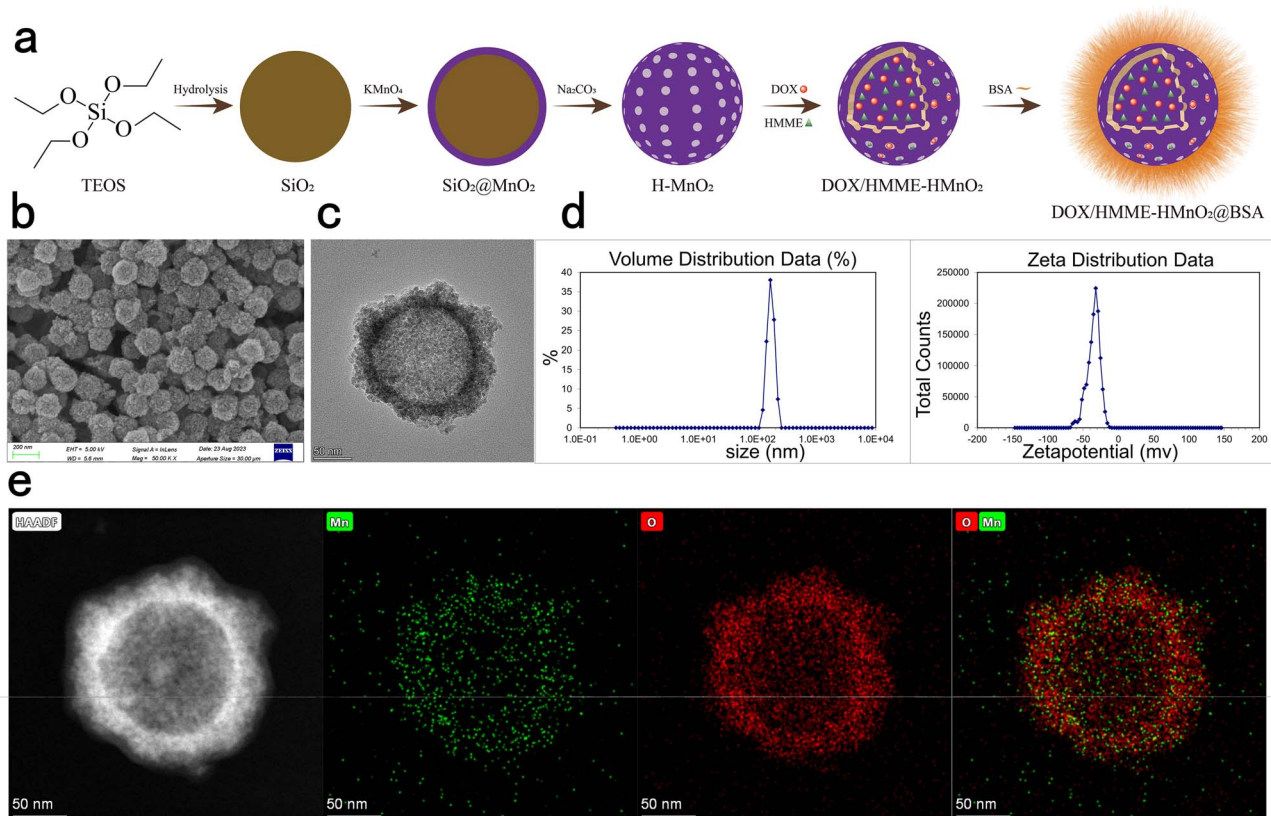 a
Hydrolysis
KMnO₄
Na₂CO₃
DOX
HMME
BSA
O
O
Si
O
O
TEOS
SiO₂
SiO₂@MnO₂
H-MnO₂
DOX/HMME-HMnO₂
DOX/HMME-HMnO₂@BSA
b
200 nm
EHT = 5.00 kV
WD = 5.6 mm
Signal A = InLens
Mag = 50.00 K X
Date: 23 Aug 2023
Aperture Size = 30.00 µm
ZEISS
c
50 nm
d
Volume Distribution Data (%)
40
35
30
25
20
15
10
5
0
%
1.0E-01
1.0E+00
1.0E+01
1.0E+02
1.0E+03
1.0E+04
size (nm)
Zeta Distribution Data
250000
200000
150000
100000
50000
0
Total Counts
-200
-150
-100
-50
0
50
100
150
200
Zetapotential (mv)
e
HAADF
50 nm
Mn
50 nm
O
50 nm
O Mn
50 nm